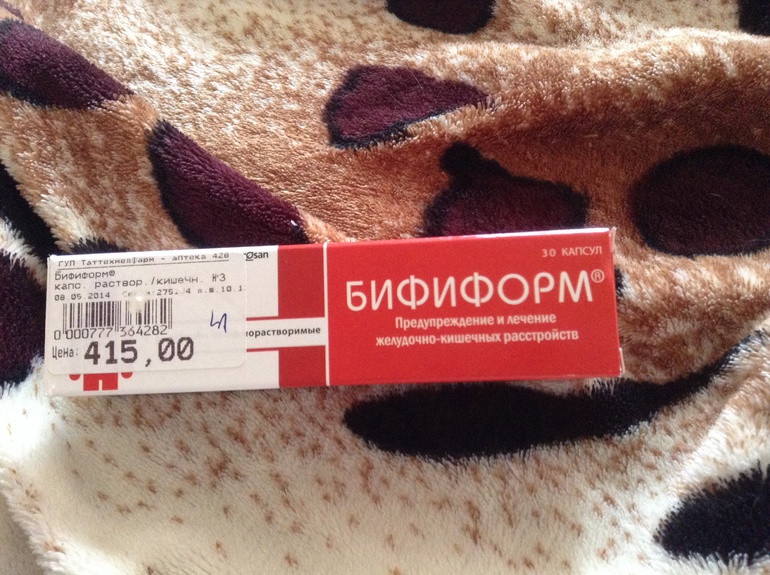 ГУП Таттехмедфарм - аптека 428
Бифиформ®
капс. раствор./кишечн. №3
08.05.2014
0 000777 364282
Цена: 415,00
орастворимые
30 КАПСУЛ
БИФИФОРМ®
Предупреждение и лечение
желудочно-кишечных расстройств